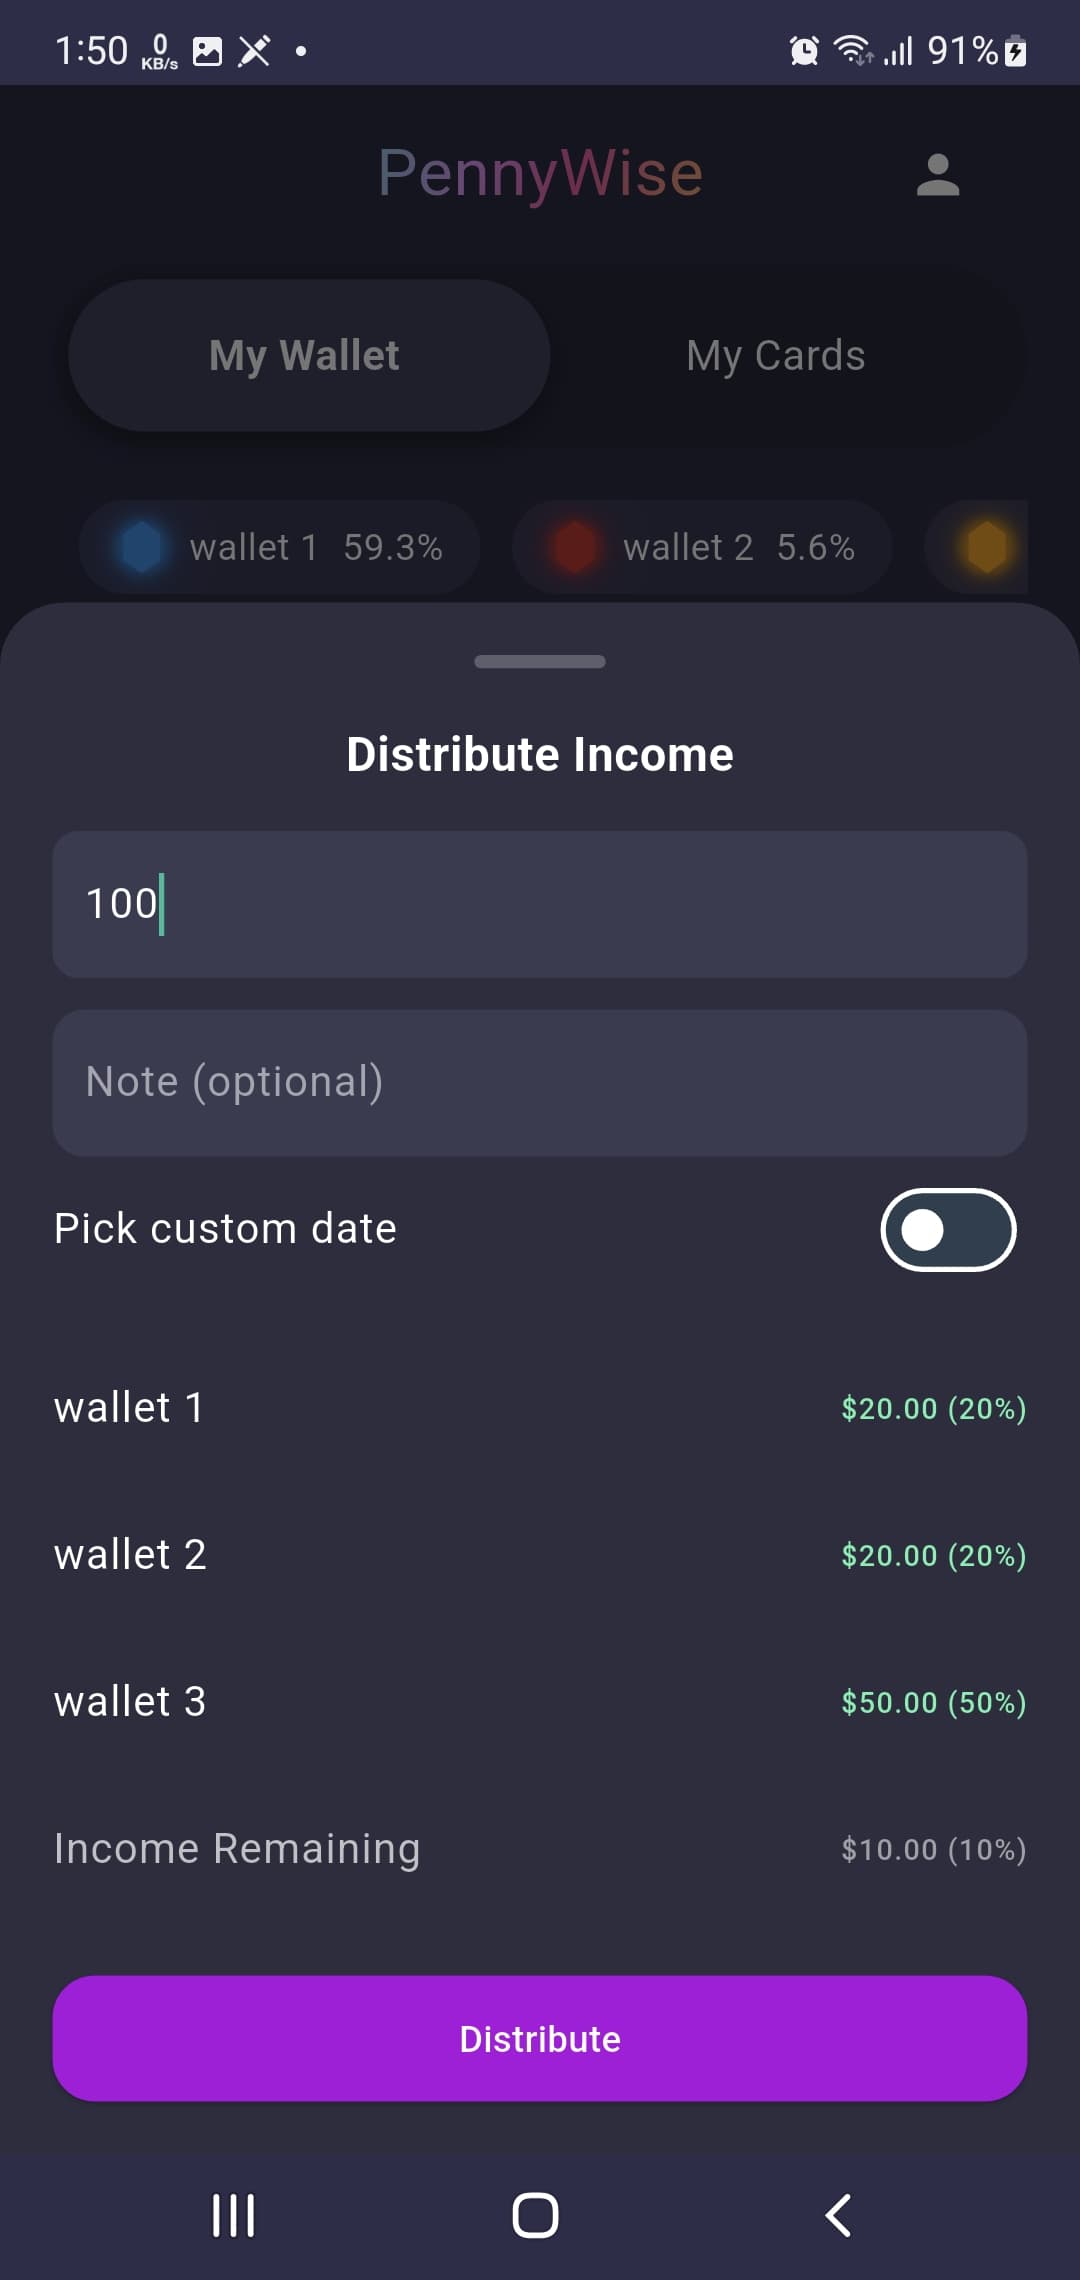 1:50 0 KB/s 91%
PennyWise
My Wallet My Cards
wallet 1 59.3% wallet 2 5.6%
Distribute Income
100
Note (optional)
Pick custom date
wallet 1 $20.00 (20%)
wallet 2 $20.00 (20%)
wallet 3 $50.00 (50%)
Income Remaining $10.00 (10%)
Distribute